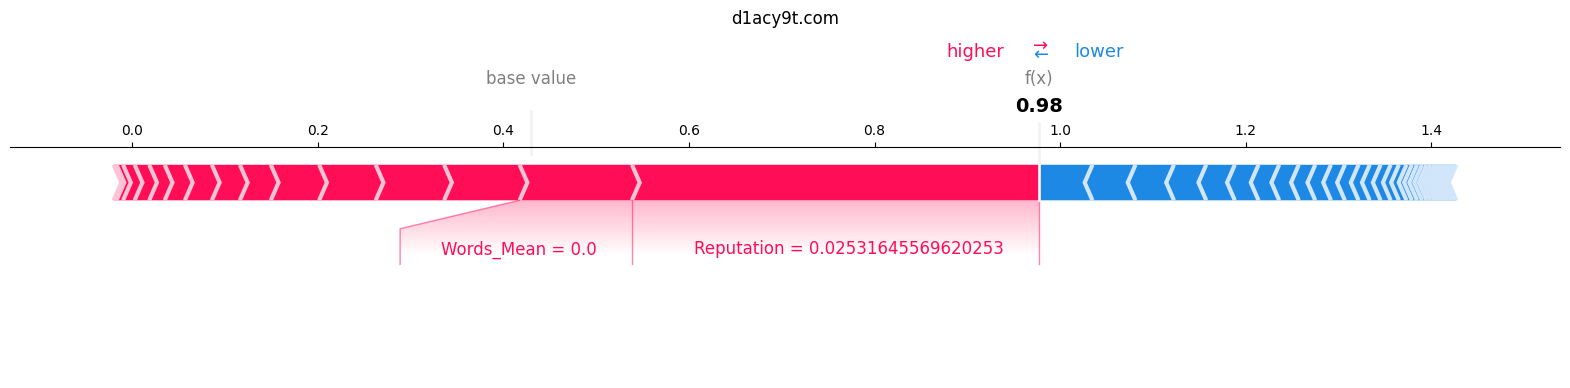 d1acy9t.com
higher → ← lower
base value f(x)
0.98
0.0 0.2 0.4 0.6 0.8 1.0 1.2 1.4
Words_Mean = 0.0 Reputation = 0.02531645569620253